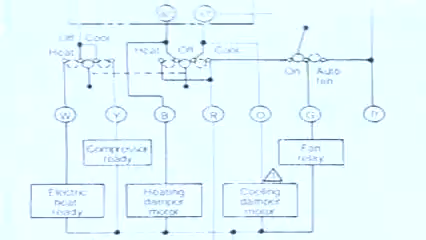 Off Cool
Heat
Heat Off Cool
On Auto
fan
W Y B R O G
Compressor
ready
Fan
relay
Electric
heat
ready
Heating
damper
motor
Cooling
damper
motor